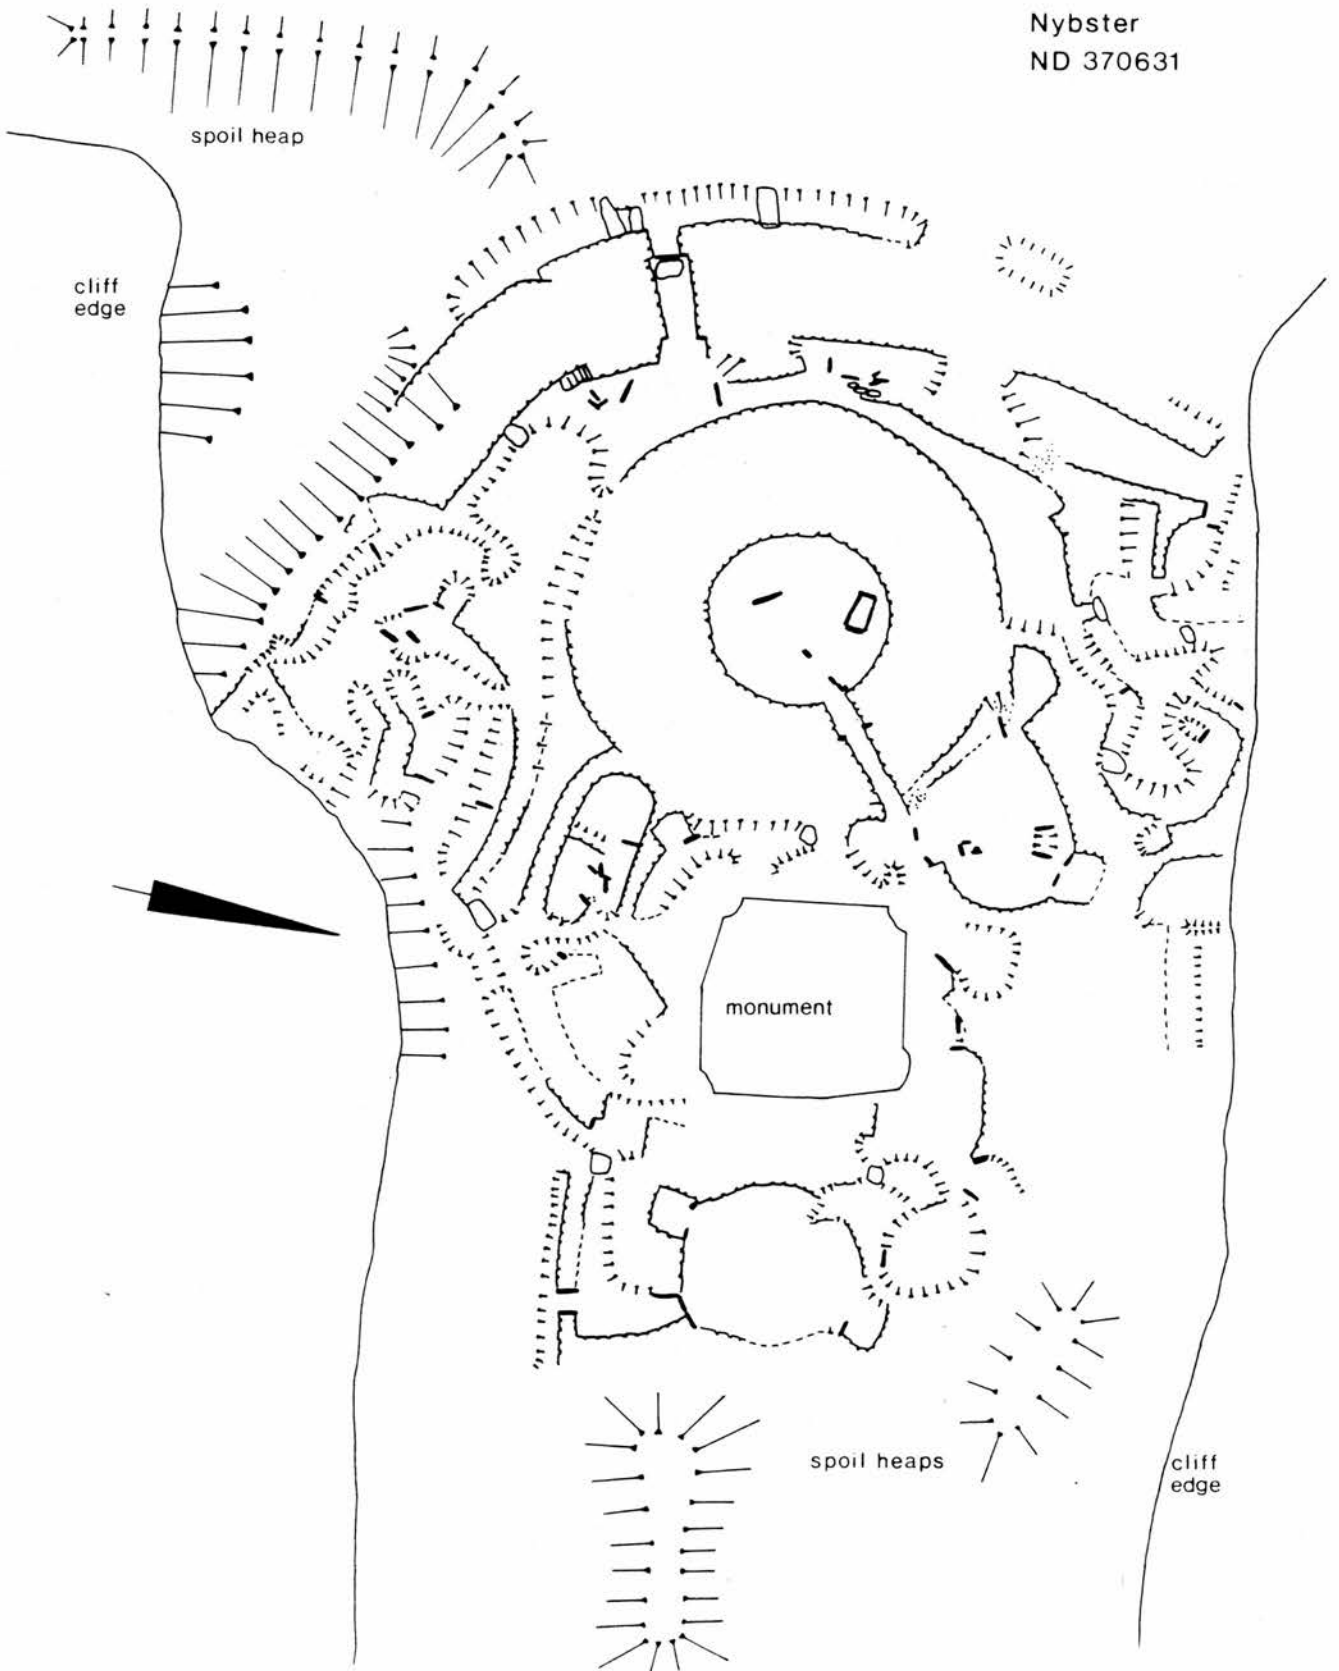 Nybster
ND 370631
spoil heap
cliff
edge
monument
spoil heaps
cliff
edge